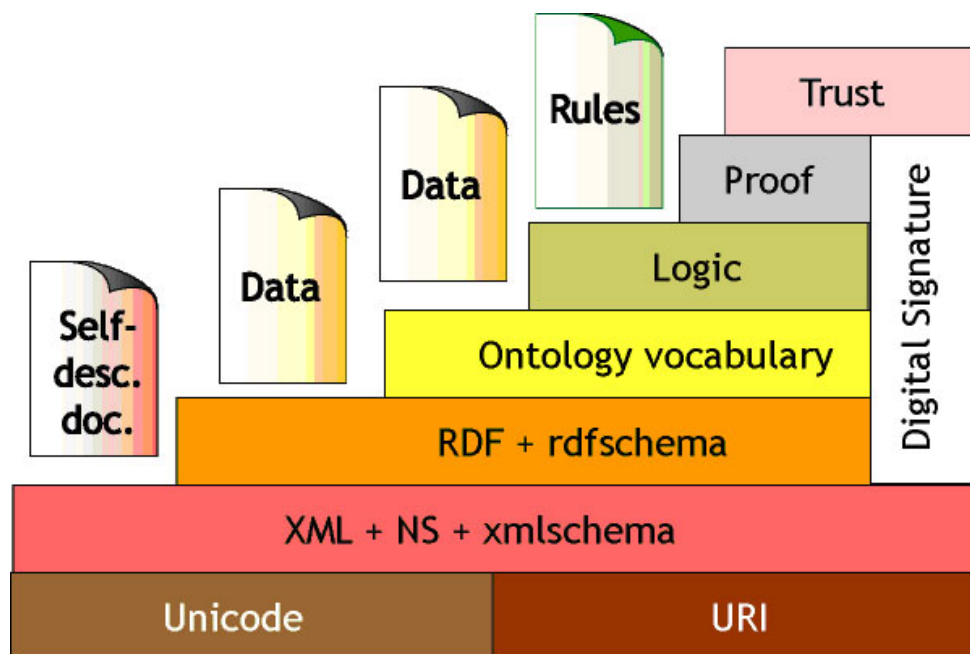 Rules
Trust
Data
Proof
Digital Signature
Data
Logic
Self-
desc.
doc.
Ontology vocabulary
RDF + rdfschema
XML + NS + xmlschema
Unicode
URI